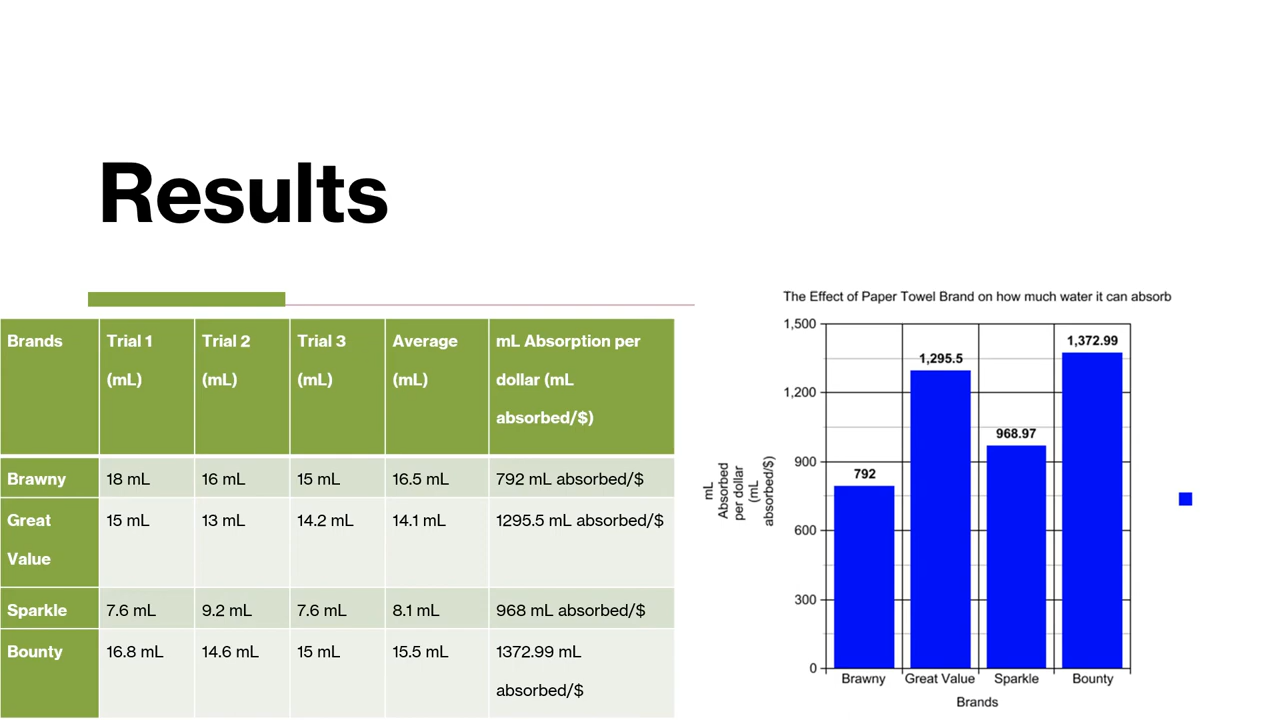 Results
Brands Trial 1 Trial 2 Trial 3 Average mL Absorption per
(mL) (mL) (mL) (mL) dollar (mL
absorbed/$)
Brawny 18 mL 16 mL 15 mL 16.5 mL 792 mL absorbed/$
Great 15 mL 13 mL 14.2 mL 14.1 mL 1295.5 mL absorbed/$
Value
Sparkle 7.6 mL 9.2 mL 7.6 mL 8.1 mL 968 mL absorbed/$
Bounty 16.8 mL 14.6 mL 15 mL 15.5 mL 1372.99 mL
absorbed/$
The Effect of Paper Towel Brand on how much water it can absorb
1,500
1,200
900
600
300
0
mL
Absorbed
per dollar
(mL
absorbed/$)
792
1,295.5
968.97
1,372.99
Brawny Great Value Sparkle Bounty
Brands